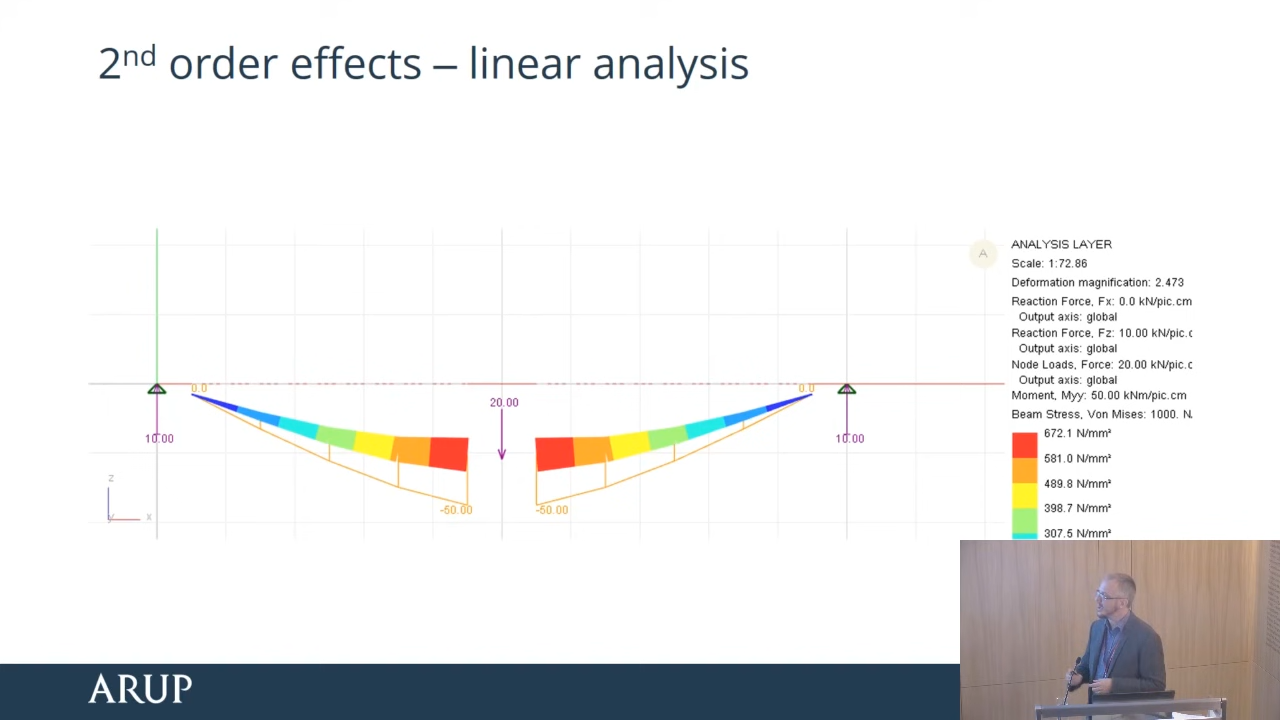 2nd order effects – linear analysis
A
ANALYSIS LAYER
Scale: 1:72.86
Deformation magnification: 2.473
Reaction Force, Fx: 0.0 kN/pic.cm
Output axis: global
Reaction Force, Fz: 10.00 kN/pic.c
Output axis: global
Node Loads, Force: 20.00 kN/pic.c
Output axis: global
Moment, Myy: 50.00 kNm/pic.cm
Beam Stress, Von Mises: 1000. N.
672.1 N/mm²
581.0 N/mm²
489.8 N/mm²
398.7 N/mm²
307.5 N/mm²
0.0
0.0
20.00
10.00
10.00
z
y x
-50.00
-50.00
ARUP